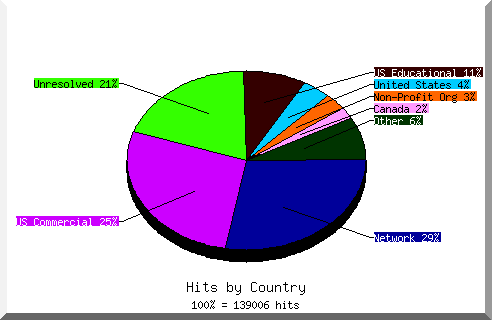 US Educational 11%
Unresolved 21%
United States 4%
Non-Profit Org 3%
Canada 2%
Other 6%
US Commercial 25%
Network 29%
Hits by Country
100% = 139006 hits